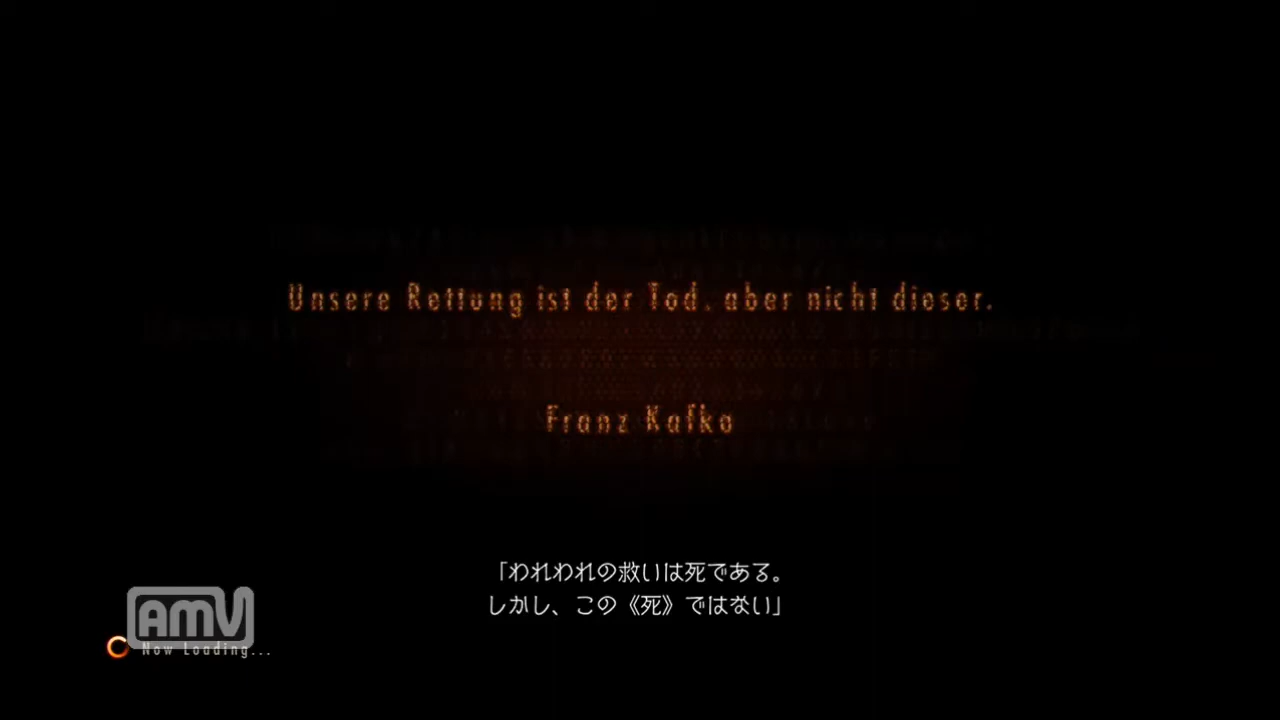 Unsere Rettung ist der Tod, aber nicht dieser.
Franz Kafka
「われわれの救いは死である。
しかし、この《死》ではない」
AMV
Now Loading...